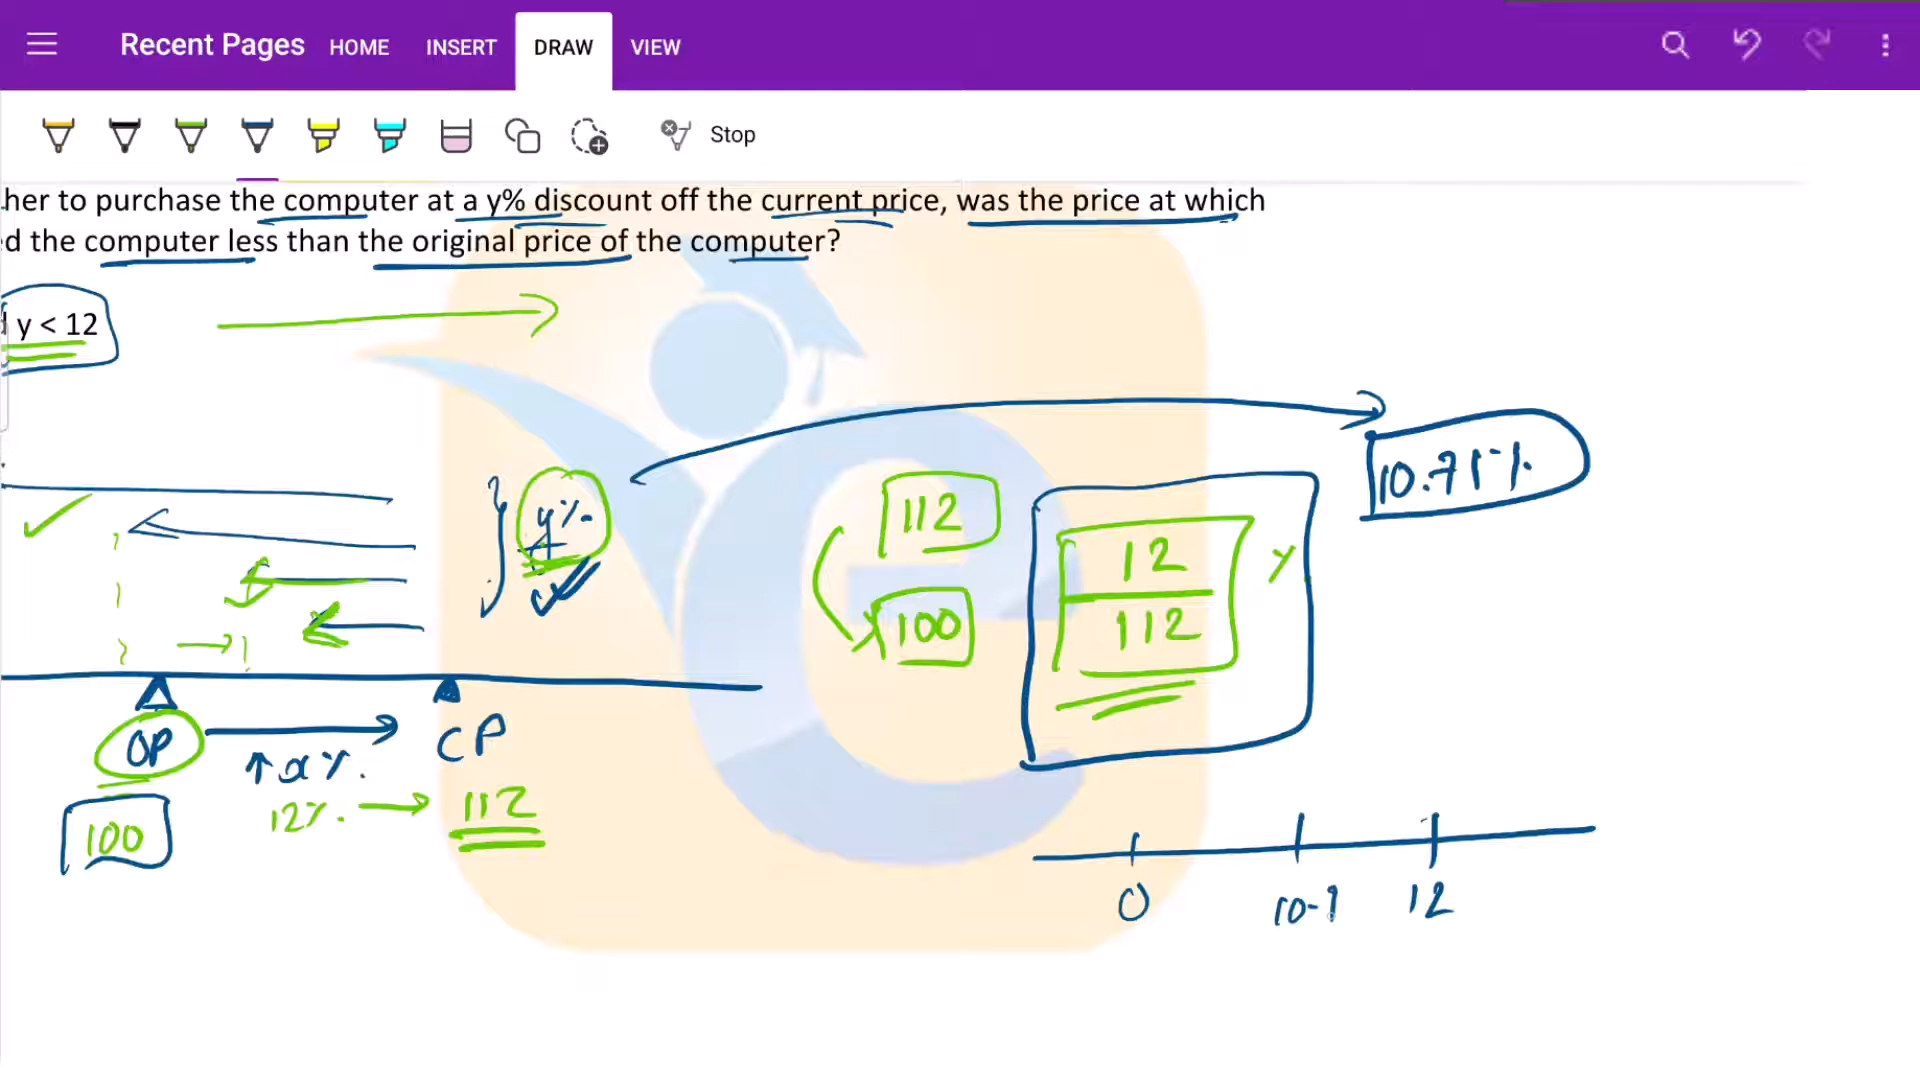 Recent Pages HOME INSERT DRAW VIEW
Stop
her to purchase the computer at a y% discount off the current price, was the price at which
d the computer less than the original price of the computer?
y < 12
10.71%
y%
112
100
12
112
OP
↑ x %.
CP
12%. → 112
100
0
10.7
12